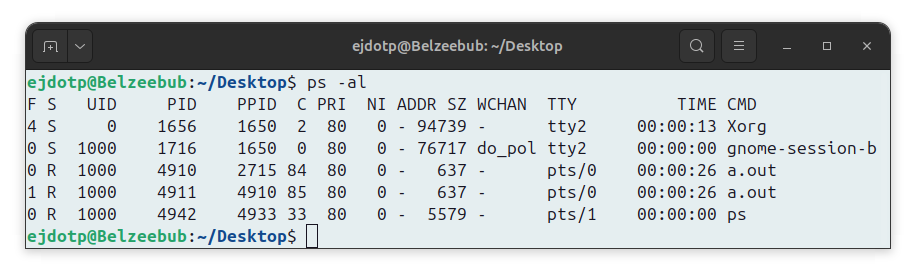 ejdotp@Belzeebub: ~/Desktop
ejdotp@Belzeebub:~/Desktop$ ps -al
F S   UID     PID    PPID  C PRI  NI ADDR SZ WCHAN  TTY          TIME CMD
4 S     0    1656    1650  2  80   0 - 94739 -      tty2     00:00:13 Xorg
0 S  1000    1716    1650  0  80   0 - 76717 do_pol tty2     00:00:00 gnome-session-b
0 R  1000    4910    2715 84  80   0 -   637 -      pts/0    00:00:26 a.out
1 R  1000    4911    4910 85  80   0 -   637 -      pts/0    00:00:26 a.out
0 R  1000    4942    4933 33  80   0 -  5579 -      pts/1    00:00:00 ps
ejdotp@Belzeebub:~/Desktop$